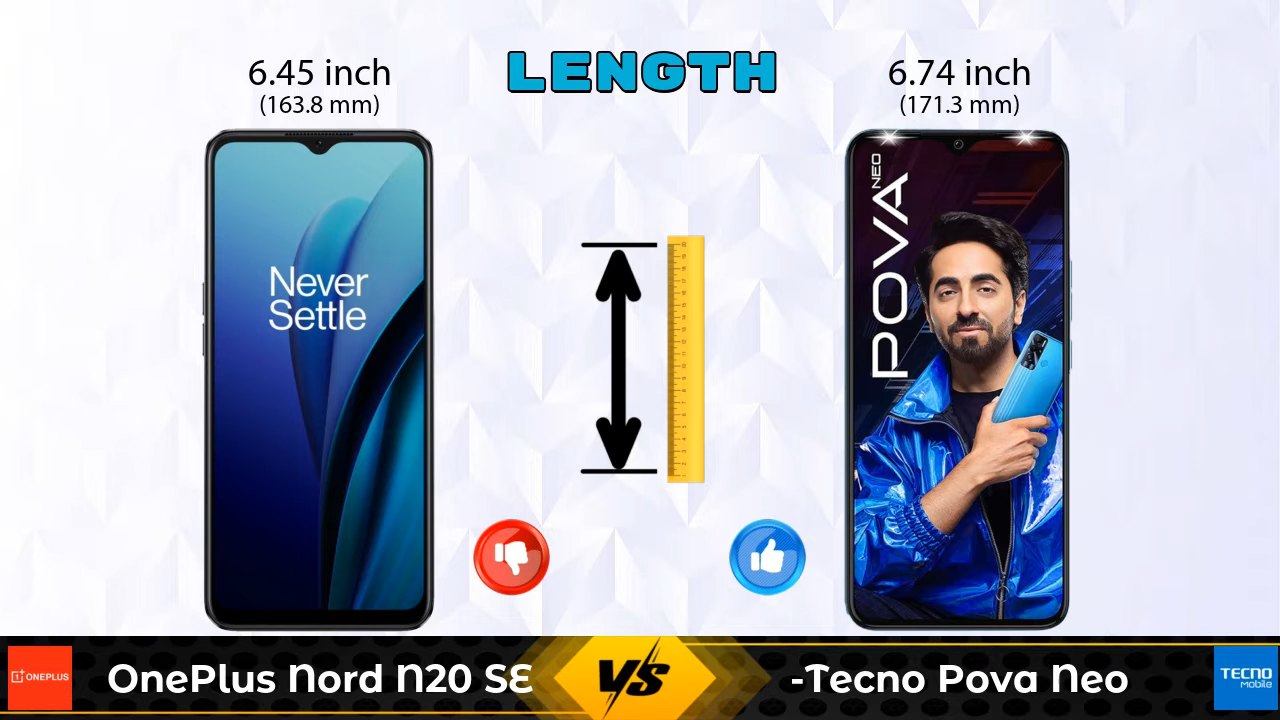 LENGTH
6.45 inch
(163.8 mm)
6.74 inch
(171.3 mm)
Never
Settle
POVA NEO
ONEPLUS
OnePlus Nord N20 SE
VS
-Tecno Pova Neo
TECNO
mobile